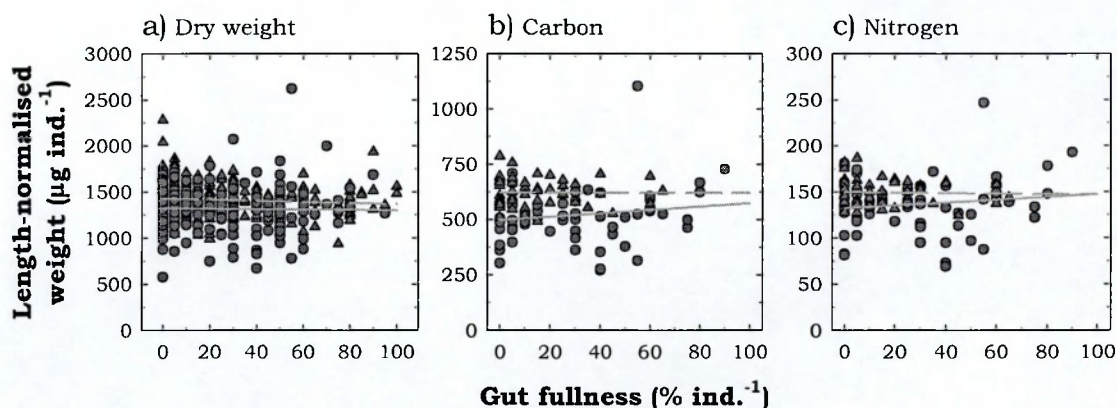 a) Dry weight
b) Carbon
c) Nitrogen
Length-normalised
weight (µg ind.⁻¹)
3000
2500
2000
1500
1000
500
0
0 20 40 60 80 100
1250
1000
750
500
250
0
0 20 40 60 80 100
300
250
200
150
100
50
0
0 20 40 60 80 100
Gut fullness (% ind.⁻¹)